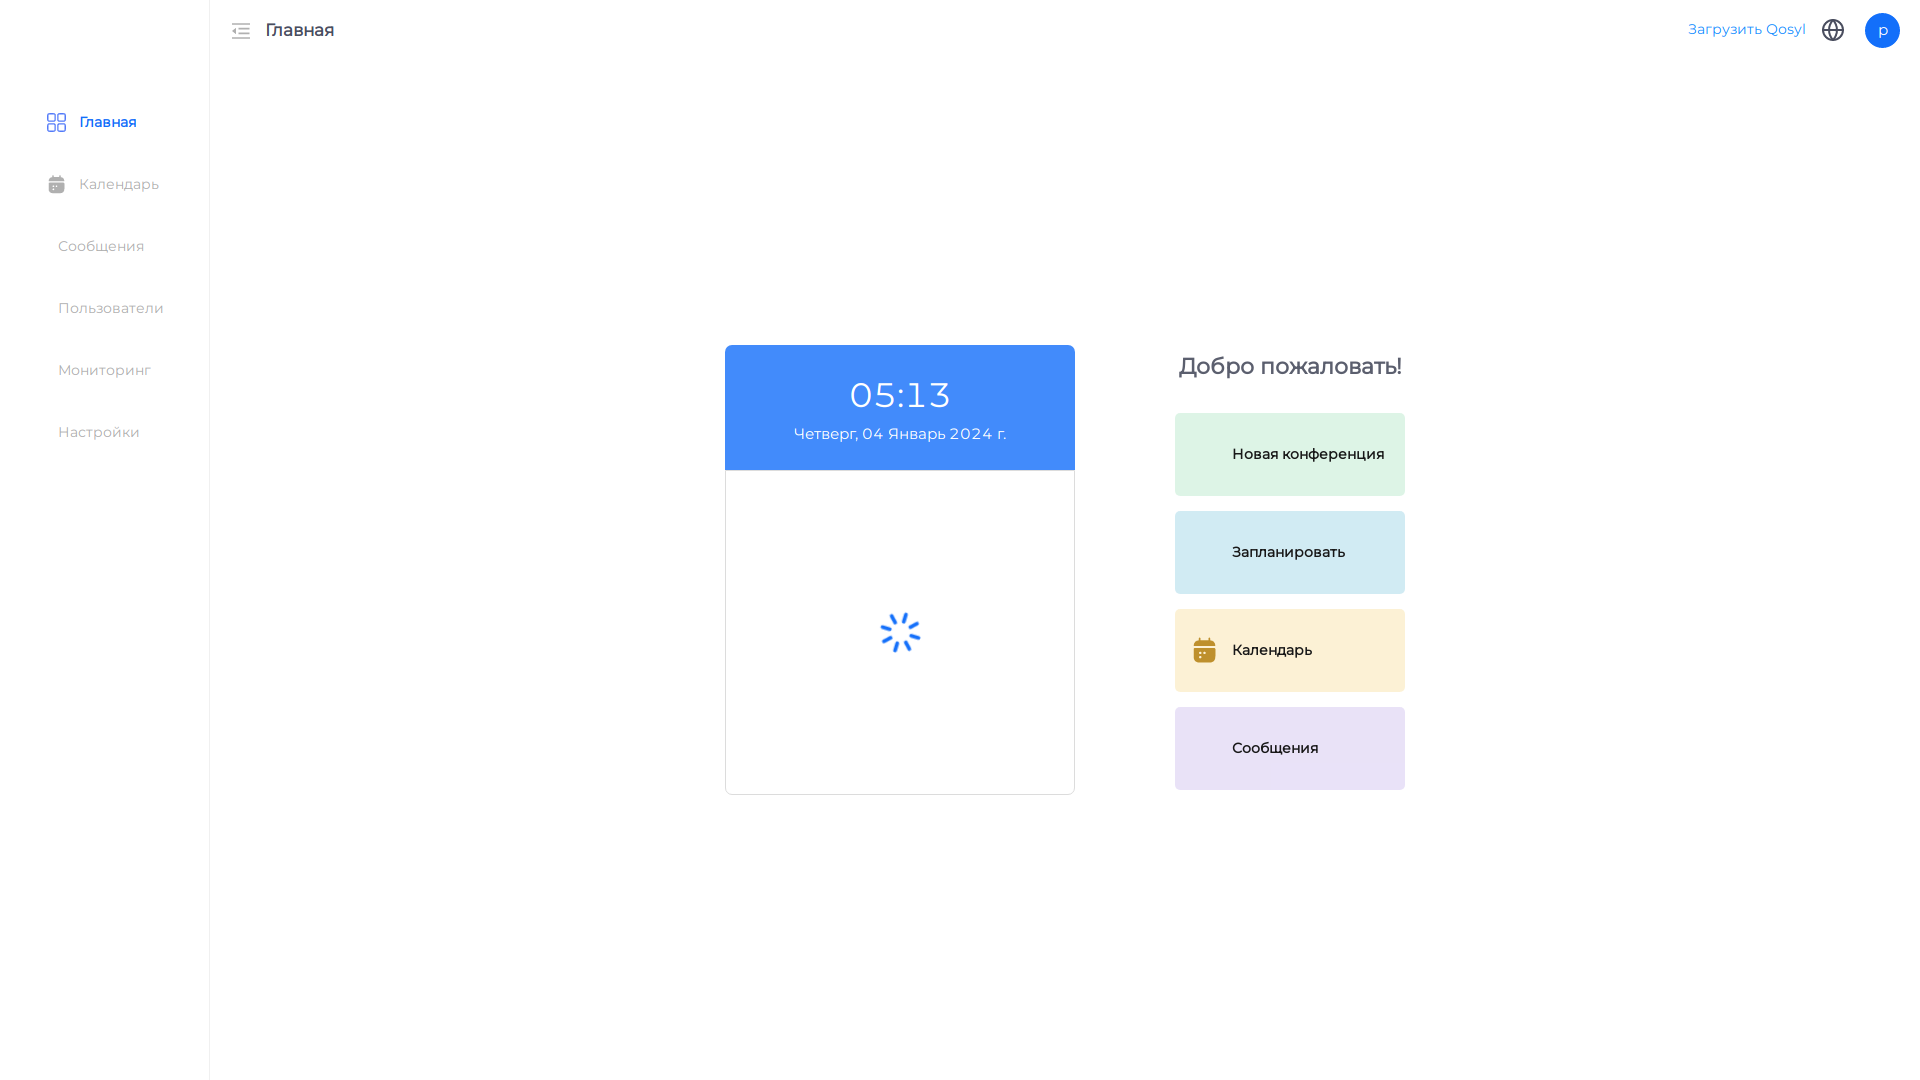 Главная
Загрузить Qosyl
p
Главная
Календарь
Сообщения
Пользователи
Мониторинг
Настройки
05:13
Четверг, 04 Январь 2024 г.
Добро пожаловать!
Новая конференция
Запланировать
Календарь
Сообщения